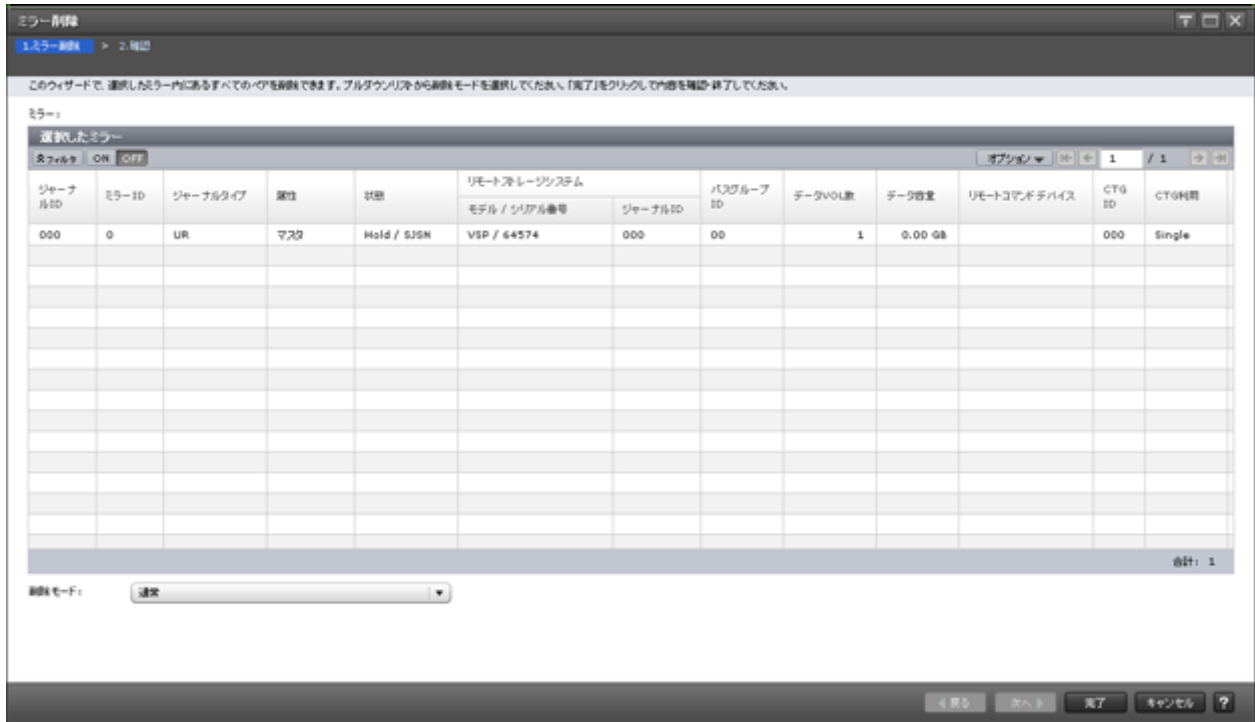 ミラー削除
1.ミラー削除 > 2.確認
このウィザードで、選択したミラー内にあるすべてのペアを削除できます。プルダウンリストから削除モードを選択してください。「完了」をクリックして内容を確認・終了してください。
ミラー:
選択したミラー
フィルタ ON OFF オプション 1 / 1
ジャーナルID ミラーID ジャーナルタイプ 属性 状態 リモートストレージシステム パスグループID データVOL数 データ容量 リモートコマンドデバイス CTG ID CTG利用
モデル / シリアル番号 ジャーナルID
000 0 UR マスタ Hold / SJSN VSP / 64574 000 00 1 0.00 GB 000 Single
合計: 1
削除モード: 通常
戻る 次へ 完了 キャンセル ?